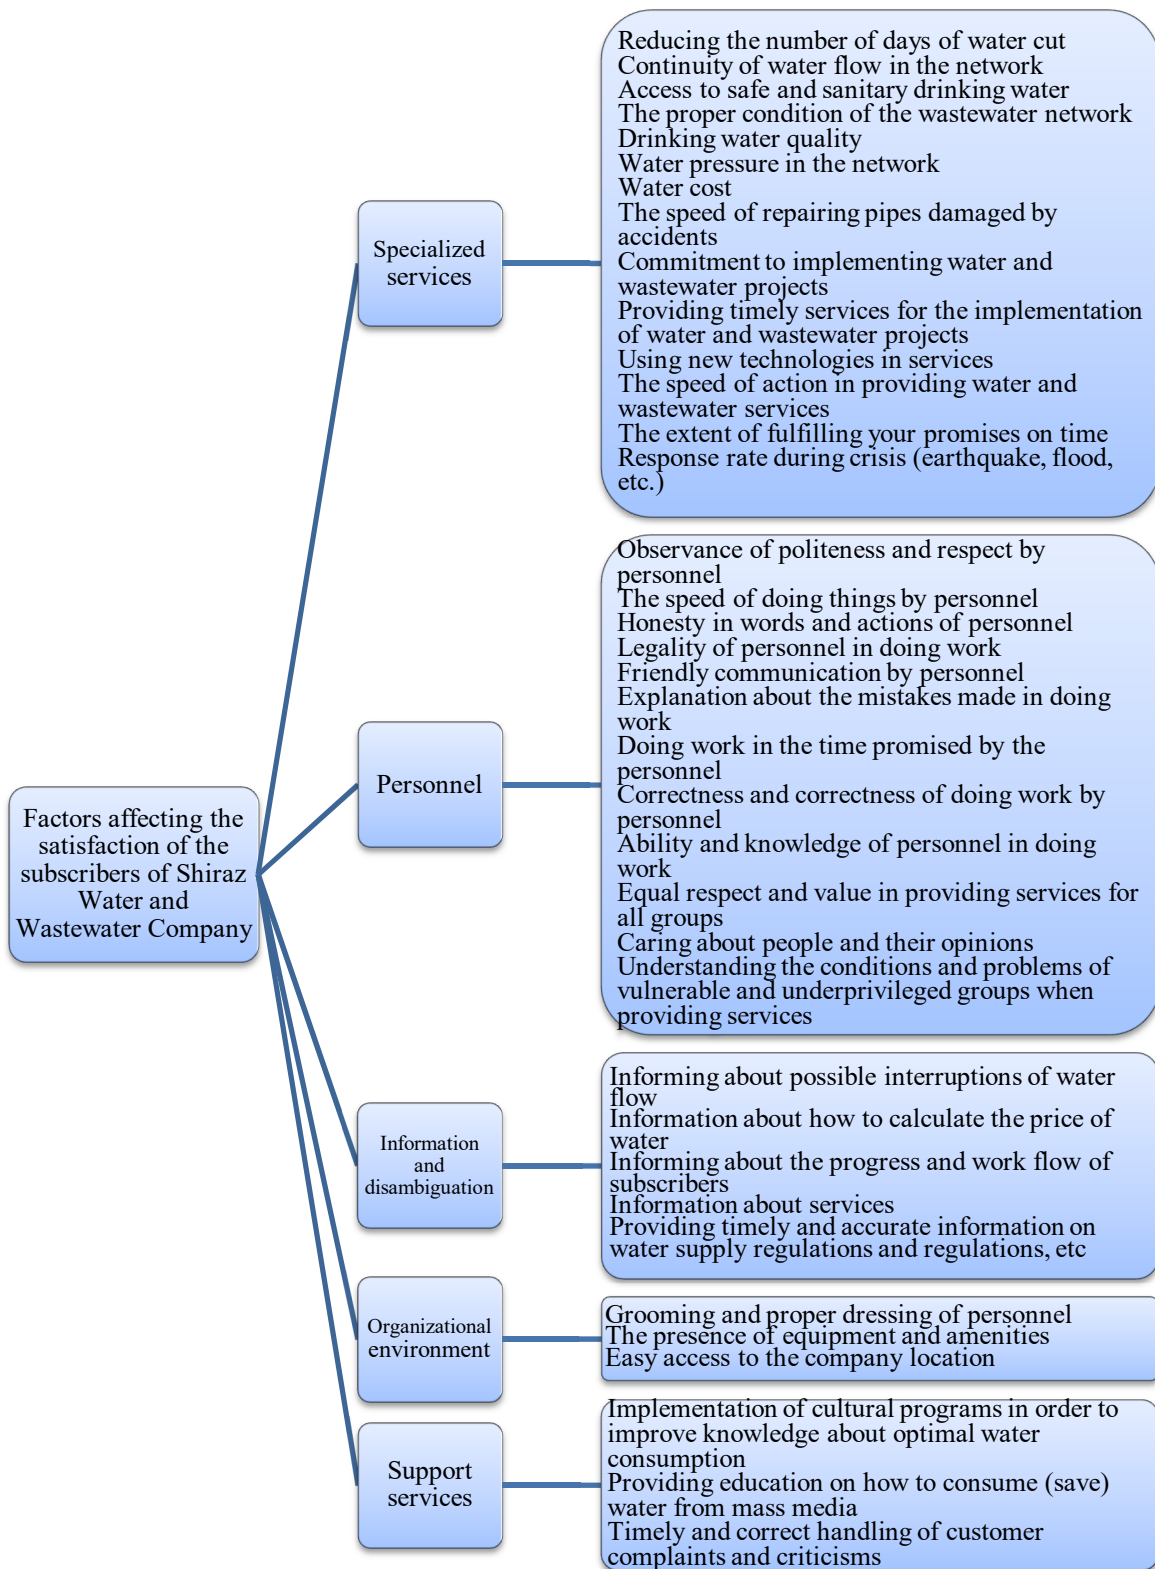 Factors affecting the
satisfaction of the
subscribers of Shiraz
Water and
Wastewater Company
Specialized
services
Reducing the number of days of water cut
Continuity of water flow in the network
Access to safe and sanitary drinking water
The proper condition of the wastewater network
Drinking water quality
Water pressure in the network
Water cost
The speed of repairing pipes damaged by
accidents
Commitment to implementing water and
wastewater projects
Providing timely services for the implementation
of water and wastewater projects
Using new technologies in services
The speed of action in providing water and
wastewater services
The extent of fulfilling your promises on time
Response rate during crisis (earthquake, flood,
etc.)
Personnel
Observance of politeness and respect by
personnel
The speed of doing things by personnel
Honesty in words and actions of personnel
Legality of personnel in doing work
Friendly communication by personnel
Explanation about the mistakes made in doing
work
Doing work in the time promised by the
personnel
Correctness and correctness of doing work by
personnel
Ability and knowledge of personnel in doing
work
Equal respect and value in providing services for
all groups
Caring about people and their opinions
Understanding the conditions and problems of
vulnerable and underprivileged groups when
providing services
Information
and
disambiguation
Informing about possible interruptions of water
flow
Information about how to calculate the price of
water
Informing about the progress and work flow of
subscribers
Information about services
Providing timely and accurate information on
water supply regulations and regulations, etc
Organizational
environment
Grooming and proper dressing of personnel
The presence of equipment and amenities
Easy access to the company location
Support
services
Implementation of cultural programs in order to
improve knowledge about optimal water
consumption
Providing education on how to consume (save)
water from mass media
Timely and correct handling of customer
complaints and criticisms